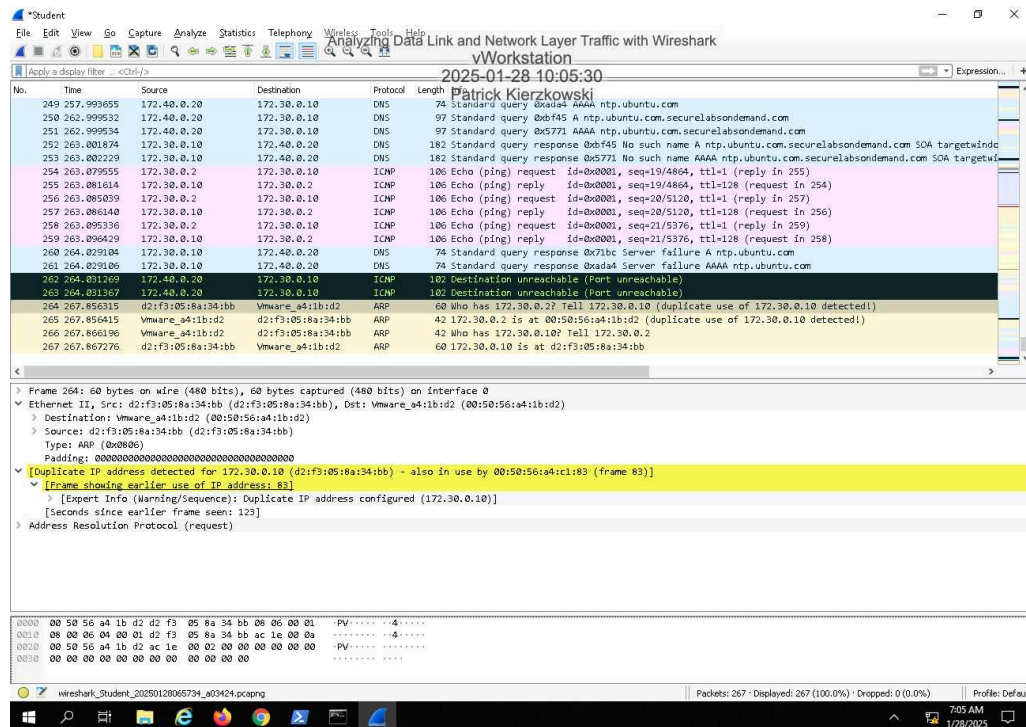 *Student
File Edit View Go Capture Analyze Statistics Telephony Wireless Tools Help
Analyzing Data Link and Network Layer Traffic with Wireshark
vWorkstation
2025-01-28 10:05:30
Patrick Kierzkowski
Apply a display filter ... <Ctrl-/>
Expression... +
No. Time Source Destination Protocol Length
249 257.993655 172.40.0.20 172.30.0.10 DNS 74 Standard query 0xada4 AAAA ntp.ubuntu.com
250 262.999532 172.40.0.20 172.30.0.10 DNS 97 Standard query 0xbf45 A ntp.ubuntu.com.securelabsondemand.com
251 262.999534 172.40.0.20 172.30.0.10 DNS 97 Standard query 0x5771 AAAA ntp.ubuntu.com.securelabsondemand.com
252 263.001874 172.30.0.10 172.40.0.20 DNS 182 Standard query response 0xbf45 No such name A ntp.ubuntu.com.securelabsondemand.com SOA targetwindo
253 263.002229 172.30.0.10 172.40.0.20 DNS 182 Standard query response 0x5771 No such name AAAA ntp.ubuntu.com.securelabsondemand.com SOA targetwi
254 263.079555 172.30.0.2 172.30.0.10 ICMP 106 Echo (ping) request id=0x0001, seq=19/4864, ttl=1 (reply in 255)
255 263.081614 172.30.0.10 172.30.0.2 ICMP 106 Echo (ping) reply id=0x0001, seq=19/4864, ttl=128 (request in 254)
256 263.085039 172.30.0.2 172.30.0.10 ICMP 106 Echo (ping) request id=0x0001, seq=20/5120, ttl=1 (reply in 257)
257 263.086140 172.30.0.10 172.30.0.2 ICMP 106 Echo (ping) reply id=0x0001, seq=20/5120, ttl=128 (request in 256)
258 263.095336 172.30.0.2 172.30.0.10 ICMP 106 Echo (ping) request id=0x0001, seq=21/5376, ttl=1 (reply in 259)
259 263.096429 172.30.0.10 172.30.0.2 ICMP 106 Echo (ping) reply id=0x0001, seq=21/5376, ttl=128 (request in 258)
260 264.029104 172.30.0.10 172.40.0.20 DNS 74 Standard query response 0x71bc Server failure A ntp.ubuntu.com
261 264.029106 172.30.0.10 172.40.0.20 DNS 74 Standard query response 0xada4 Server failure AAAA ntp.ubuntu.com
262 264.031269 172.40.0.20 172.30.0.10 ICMP 102 Destination unreachable (Port unreachable)
263 264.031367 172.40.0.20 172.30.0.10 ICMP 102 Destination unreachable (Port unreachable)
264 267.856315 d2:f3:05:8a:34:bb Vmware_a4:1b:d2 ARP 60 Who has 172.30.0.2? Tell 172.30.0.10 (duplicate use of 172.30.0.10 detected!)
265 267.856415 Vmware_a4:1b:d2 d2:f3:05:8a:34:bb ARP 42 172.30.0.2 is at 00:50:56:a4:1b:d2 (duplicate use of 172.30.0.10 detected!)
266 267.866196 Vmware_a4:1b:d2 d2:f3:05:8a:34:bb ARP 42 Who has 172.30.0.10? Tell 172.30.0.2
267 267.867276 d2:f3:05:8a:34:bb Vmware_a4:1b:d2 ARP 60 172.30.0.10 is at d2:f3:05:8a:34:bb
Frame 264: 60 bytes on wire (480 bits), 60 bytes captured (480 bits) on interface 0
Ethernet II, Src: d2:f3:05:8a:34:bb (d2:f3:05:8a:34:bb), Dst: Vmware_a4:1b:d2 (00:50:56:a4:1b:d2)
Destination: Vmware_a4:1b:d2 (00:50:56:a4:1b:d2)
Source: d2:f3:05:8a:34:bb (d2:f3:05:8a:34:bb)
Type: ARP (0x0806)
Padding: 000000000000000000000000000000000000
[Duplicate IP address detected for 172.30.0.10 (d2:f3:05:8a:34:bb) - also in use by 00:50:56:a4:c1:83 (frame 83)]
[Frame showing earlier use of IP address: 83]
[Expert Info (Warning/Sequence): Duplicate IP address configured (172.30.0.10)]
[Seconds since earlier frame seen: 123]
Address Resolution Protocol (request)
0000 00 50 56 a4 1b d2 d2 f3 05 8a 34 bb 08 06 00 01 ·PV····· ··4·····
0010 08 00 06 04 00 01 d2 f3 05 8a 34 bb ac 1e 00 0a ········ ··4·····
0020 00 50 56 a4 1b d2 ac 1e 00 02 00 00 00 00 00 00 ·PV····· ········
0030 00 00 00 00 00 00 00 00 00 00 00 00 ········ ····
wireshark_Student_20250128065734_a03424.pcapng
Packets: 267 · Displayed: 267 (100.0%) · Dropped: 0 (0.0%)
Profile: Defau
7:05 AM
1/28/2025